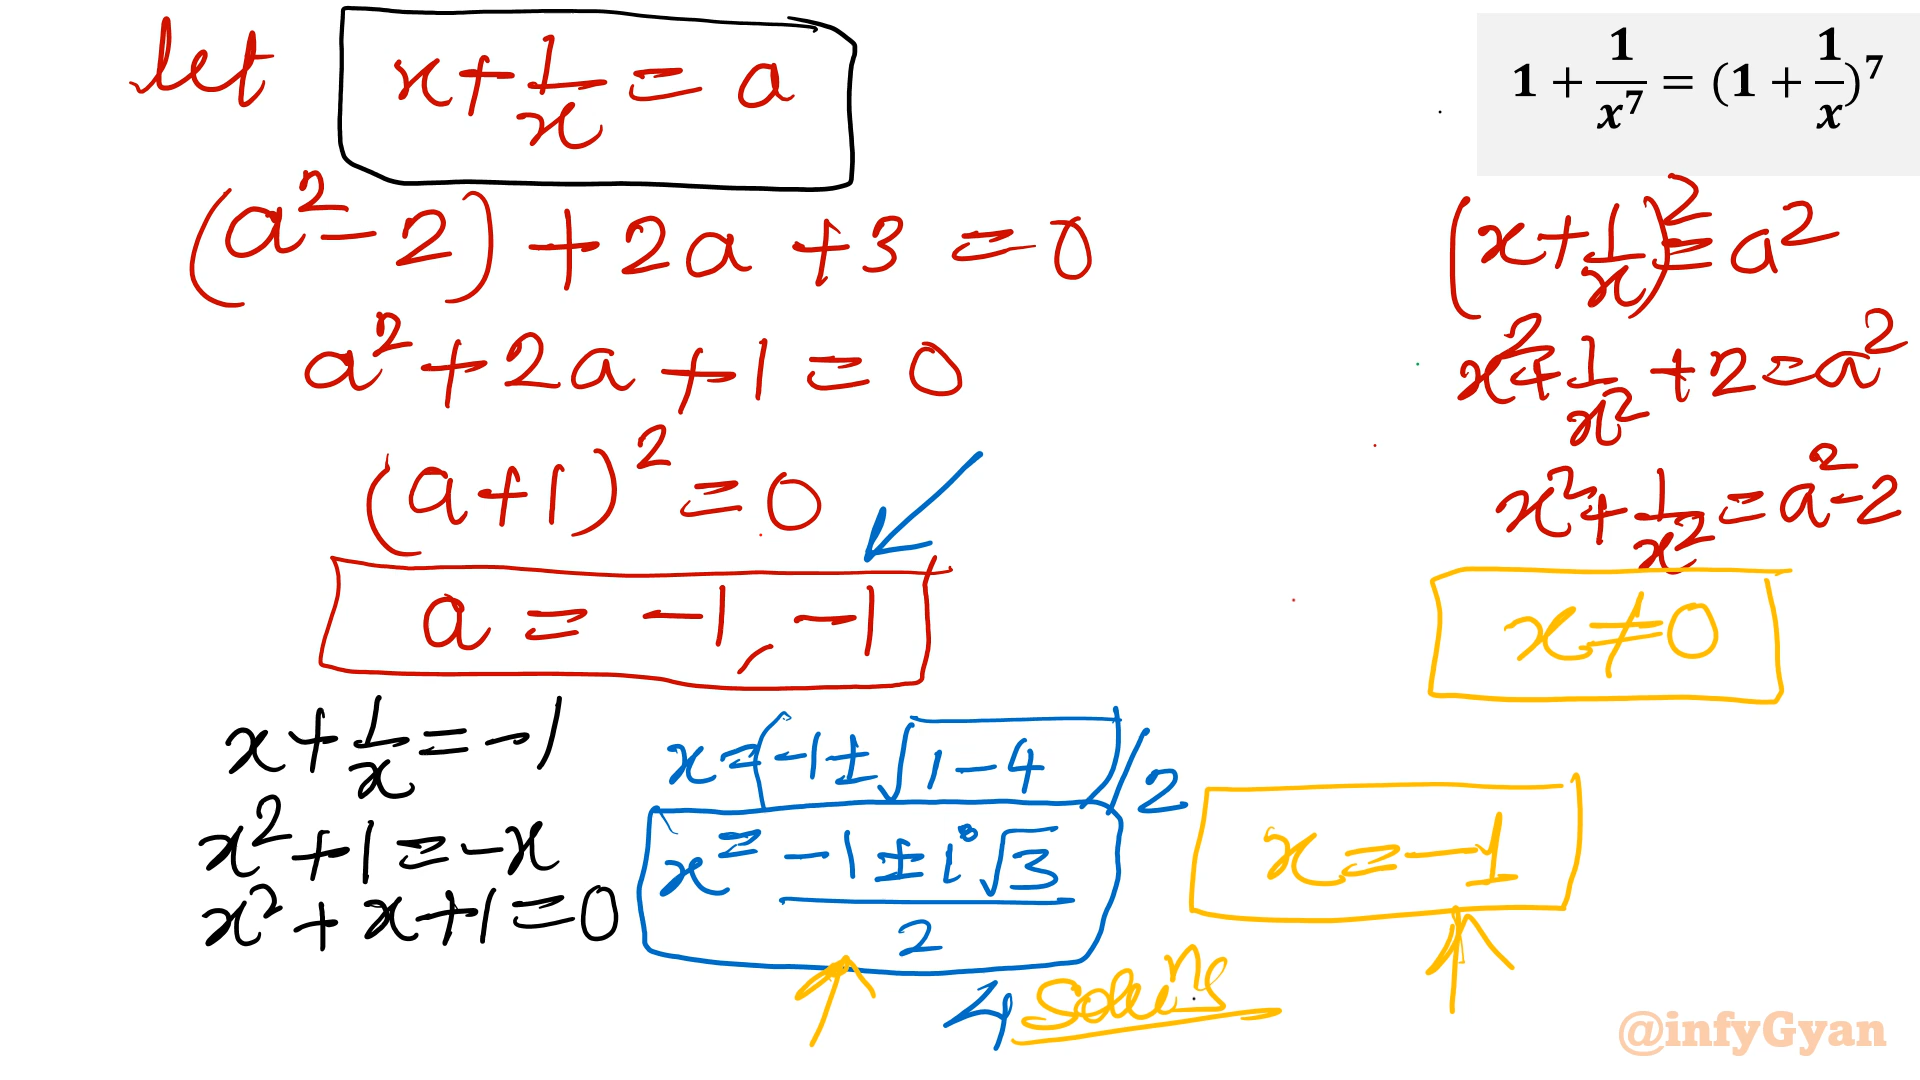 let x + 1/x = a
1 + 1/x⁷ = (1 + 1/x)⁷
(a² - 2) + 2a + 3 = 0
a² + 2a + 1 = 0
(a+1)² = 0
a = -1, -1
(x + 1/x)² = a²
x² + 1/x² + 2 = a²
x² + 1/x² = a² - 2
x ≠ 0
x + 1/x = -1
x² + 1 = -x
x² + x + 1 = 0
x = (-1 ± √(1-4))/2
x = (-1 ± i√3)/2
x = -1
4 Solⁿs
@infyGyan